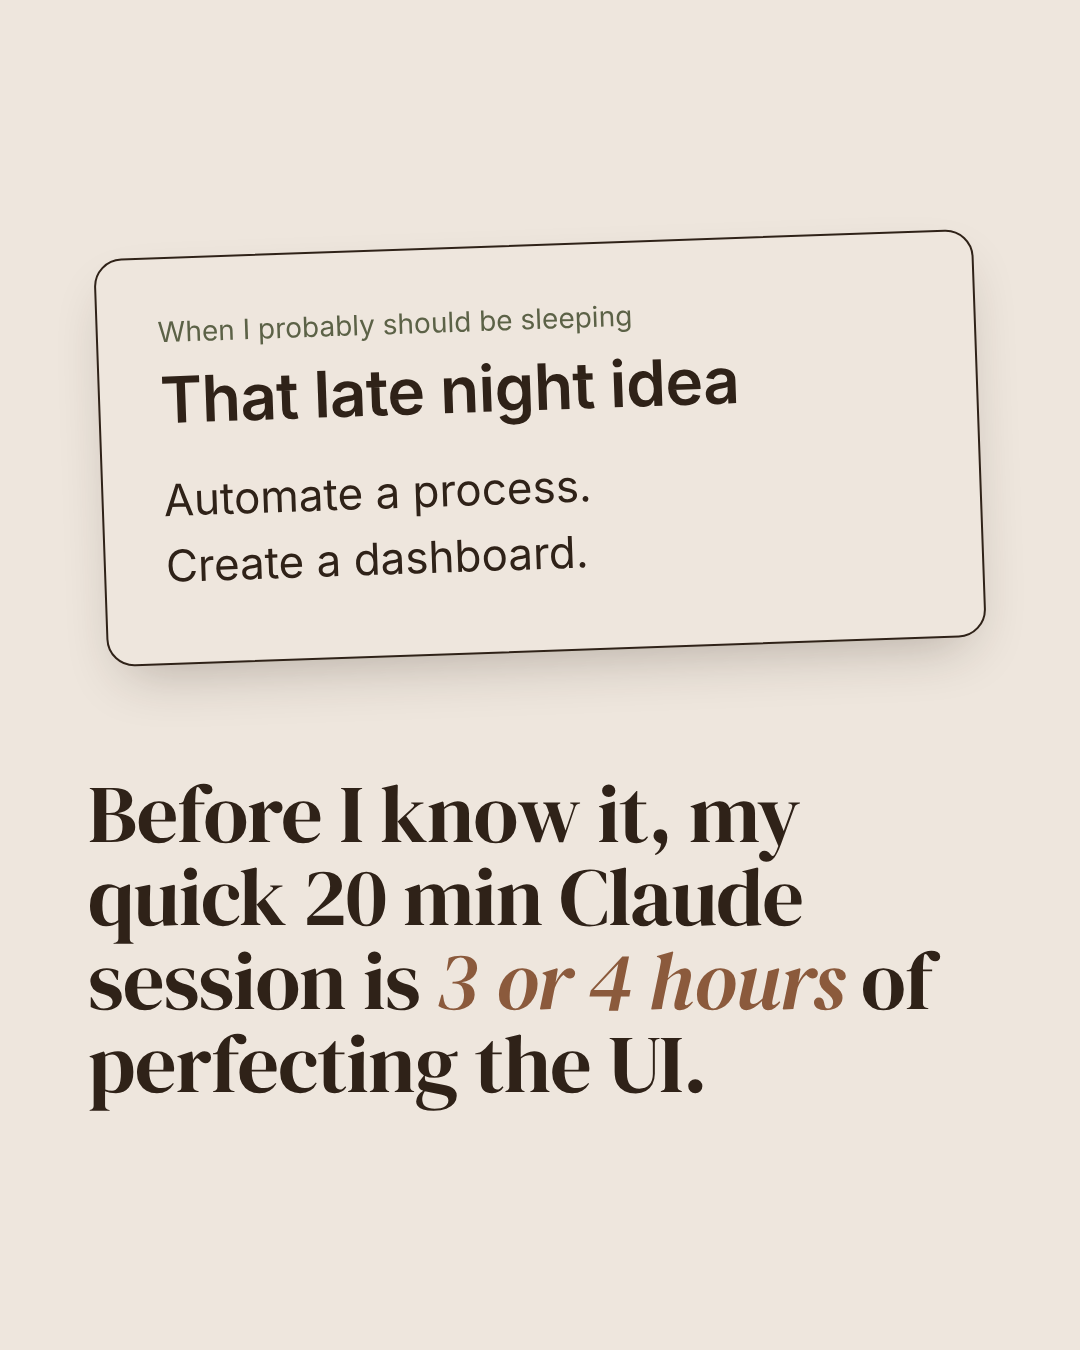 When I probably should be sleeping
That late night idea
Automate a process.
Create a dashboard.
Before I know it, my
quick 20 min Claude
session is 3 or 4 hours of
perfecting the UI.